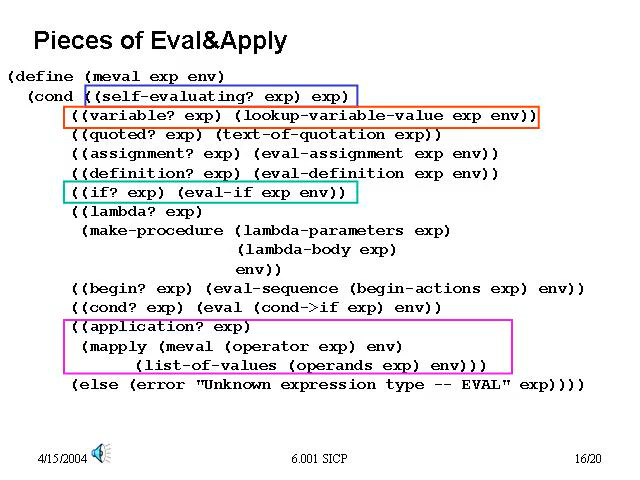 Pieces of Eval&Apply
(define (meval exp env)
(cond ((self-evaluating? exp) exp)
((variable? exp) (lookup-variable-value exp env))
((quoted? exp) (text-of-quotation exp))
((assignment? exp) (eval-assignment exp env))
((definition? exp) (eval-definition exp env))
((if? exp) (eval-if exp env))
((lambda? exp)
(make-procedure (lambda-parameters exp)
(lambda-body exp)
env))
((begin? exp) (eval-sequence (begin-actions exp) env))
((cond? exp) (eval (cond->if exp) env))
((application? exp)
(mapply (meval (operator exp) env)
(list-of-values (operands exp) env)))
(else (error "Unknown expression type -- EVAL" exp))))
4/15/2004 6.001 SICP 16/20